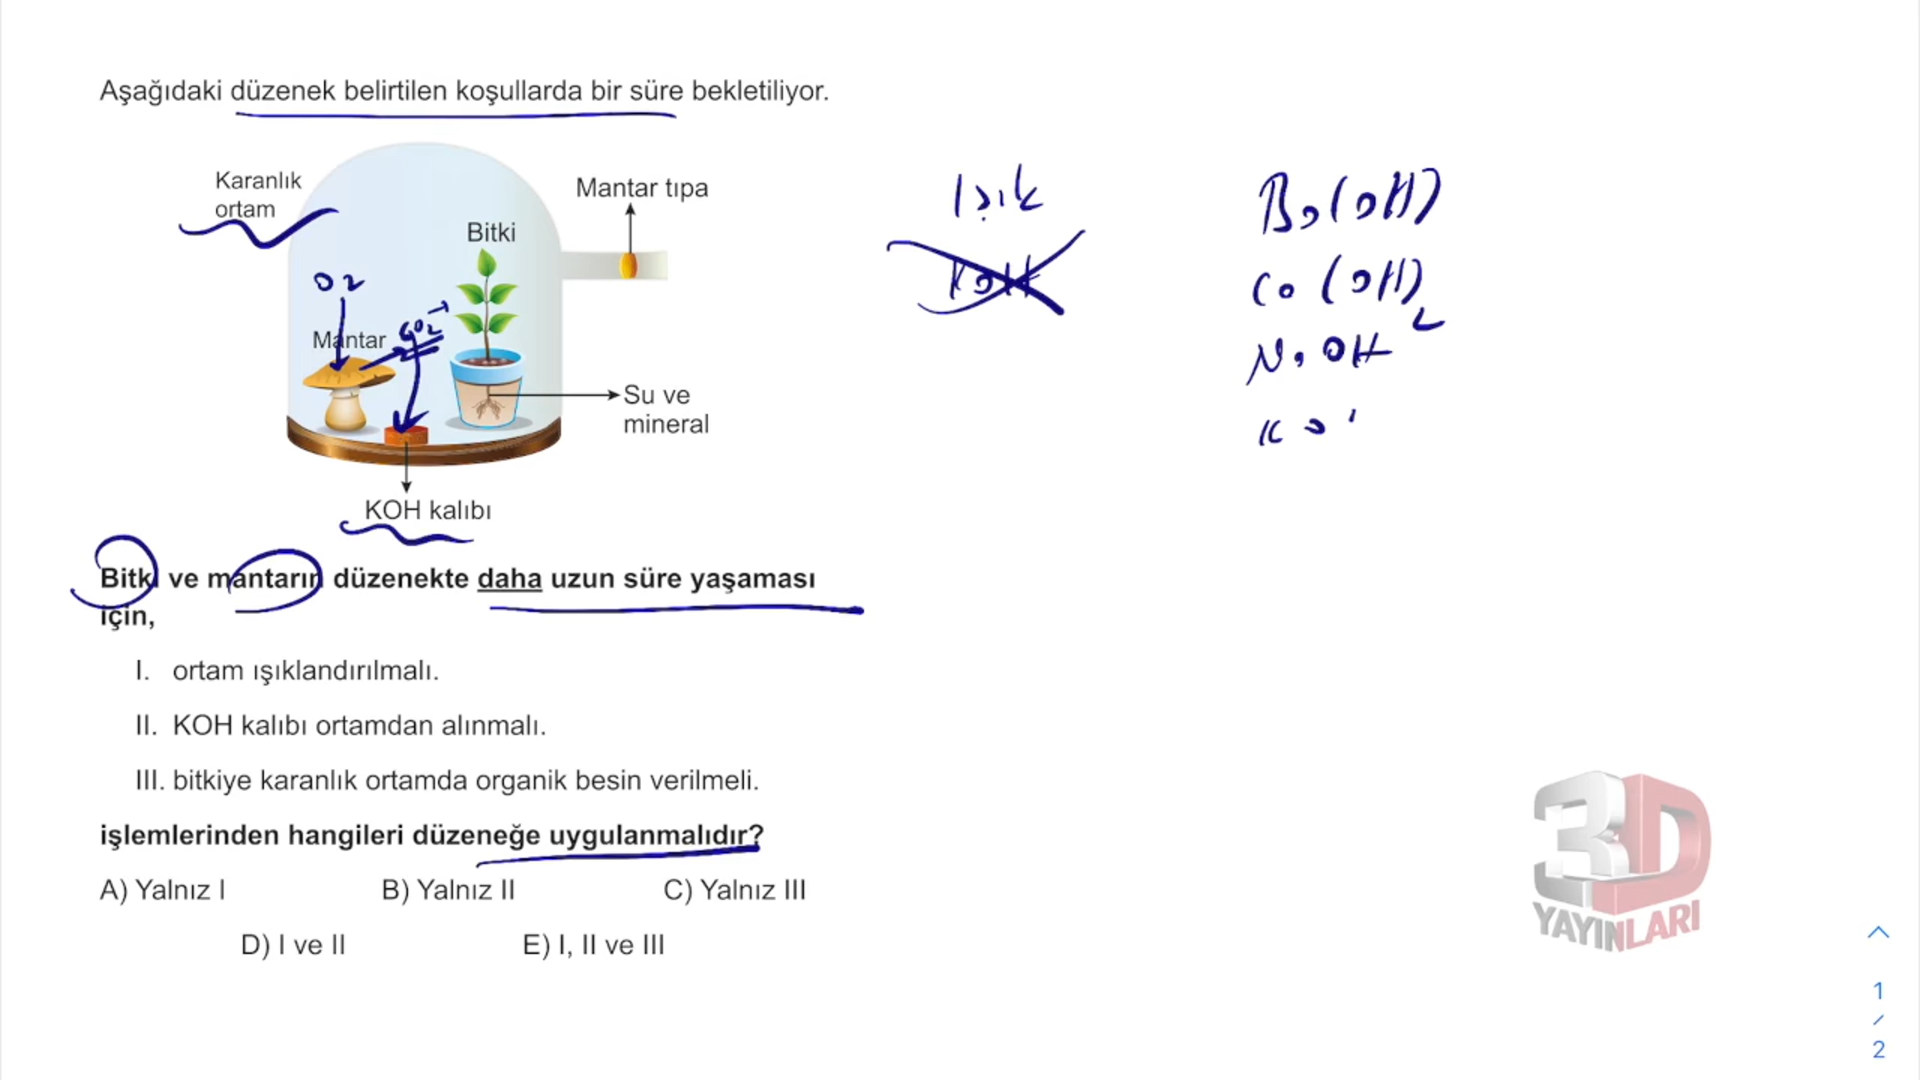 Aşağıdaki düzenek belirtilen koşullarda bir süre bekletiliyor.
Karanlık
ortam
Mantar tıpa
Bitki
O2
Mantar
CO2
Su ve
mineral
KOH kalıbı
Işık
KOH
Ba(OH)
Ca(OH)2
NaOH
KO
Bitki ve mantarın düzenekte daha uzun süre yaşaması
için,
I. ortam ışıklandırılmalı.
II. KOH kalıbı ortamdan alınmalı.
III. bitkiye karanlık ortamda organik besin verilmeli.
işlemlerinden hangileri düzeneğe uygulanmalıdır?
A) Yalnız I B) Yalnız II C) Yalnız III
D) I ve II E) I, II ve III
3D
YAYINLARI
1
/
2